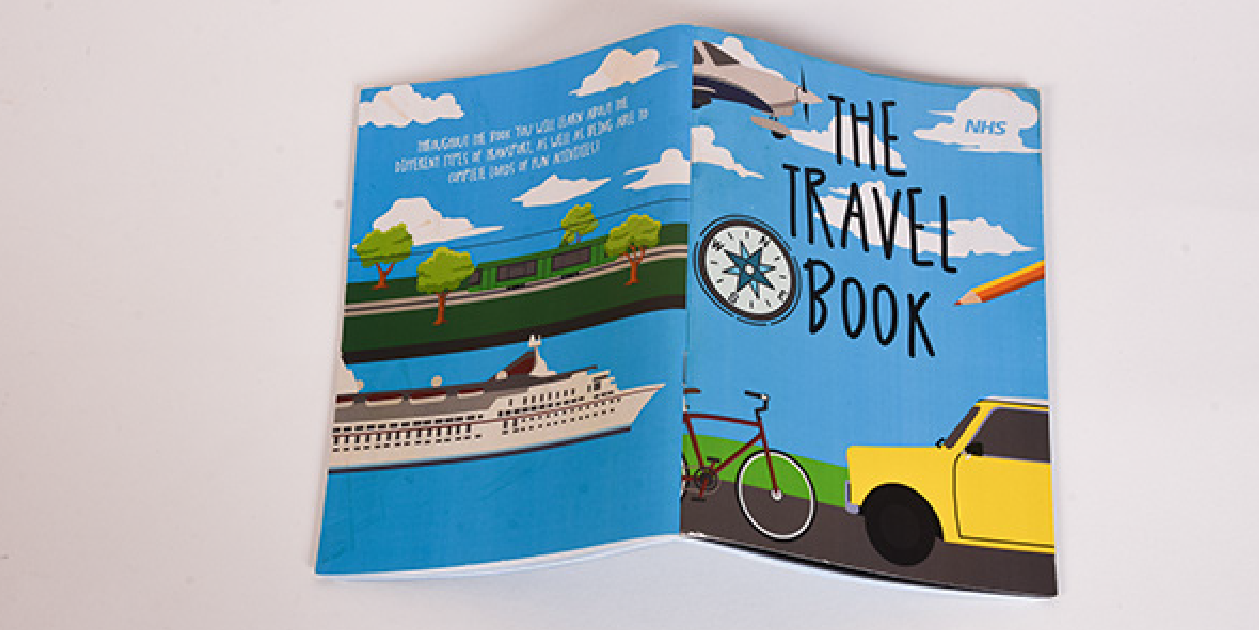 THROUGHOUT THE BOOK YOU WILL LEARN ABOUT THE
DIFFERENT TYPES OF TRANSPORT, AS WELL AS BEING ABLE TO
COMPLETE LOADS OF FUN ACTIVITIES!
THE
TRAVEL
BOOK
NHS
W
N
S
E